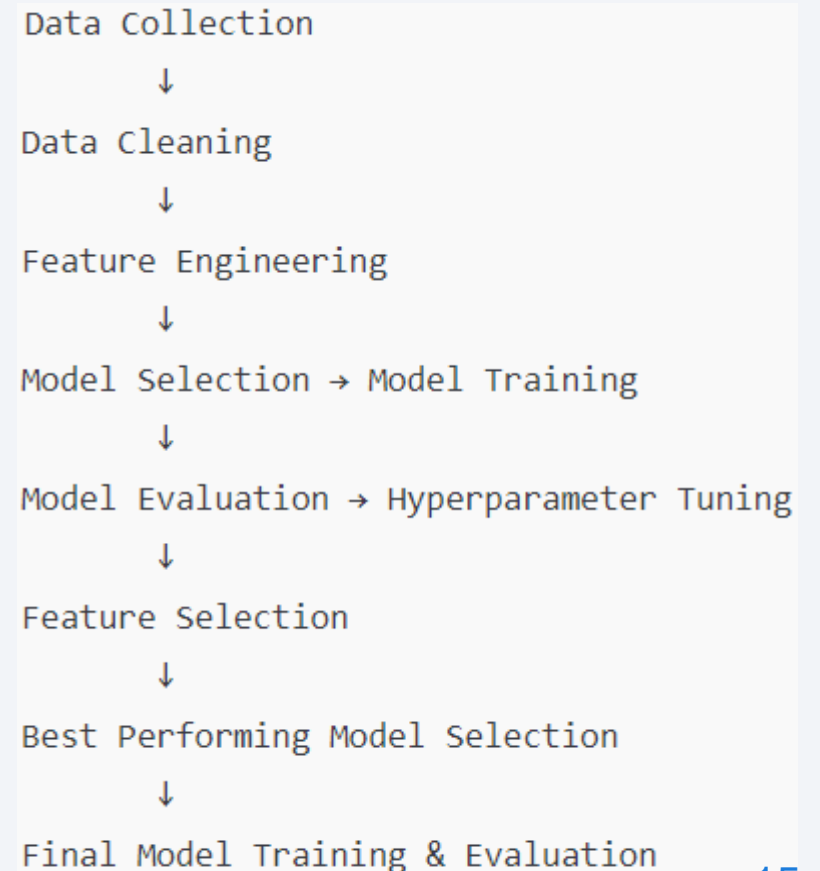 Data Collection
↓
Data Cleaning
↓
Feature Engineering
↓
Model Selection → Model Training
↓
Model Evaluation → Hyperparameter Tuning
↓
Feature Selection
↓
Best Performing Model Selection
↓
Final Model Training & Evaluation